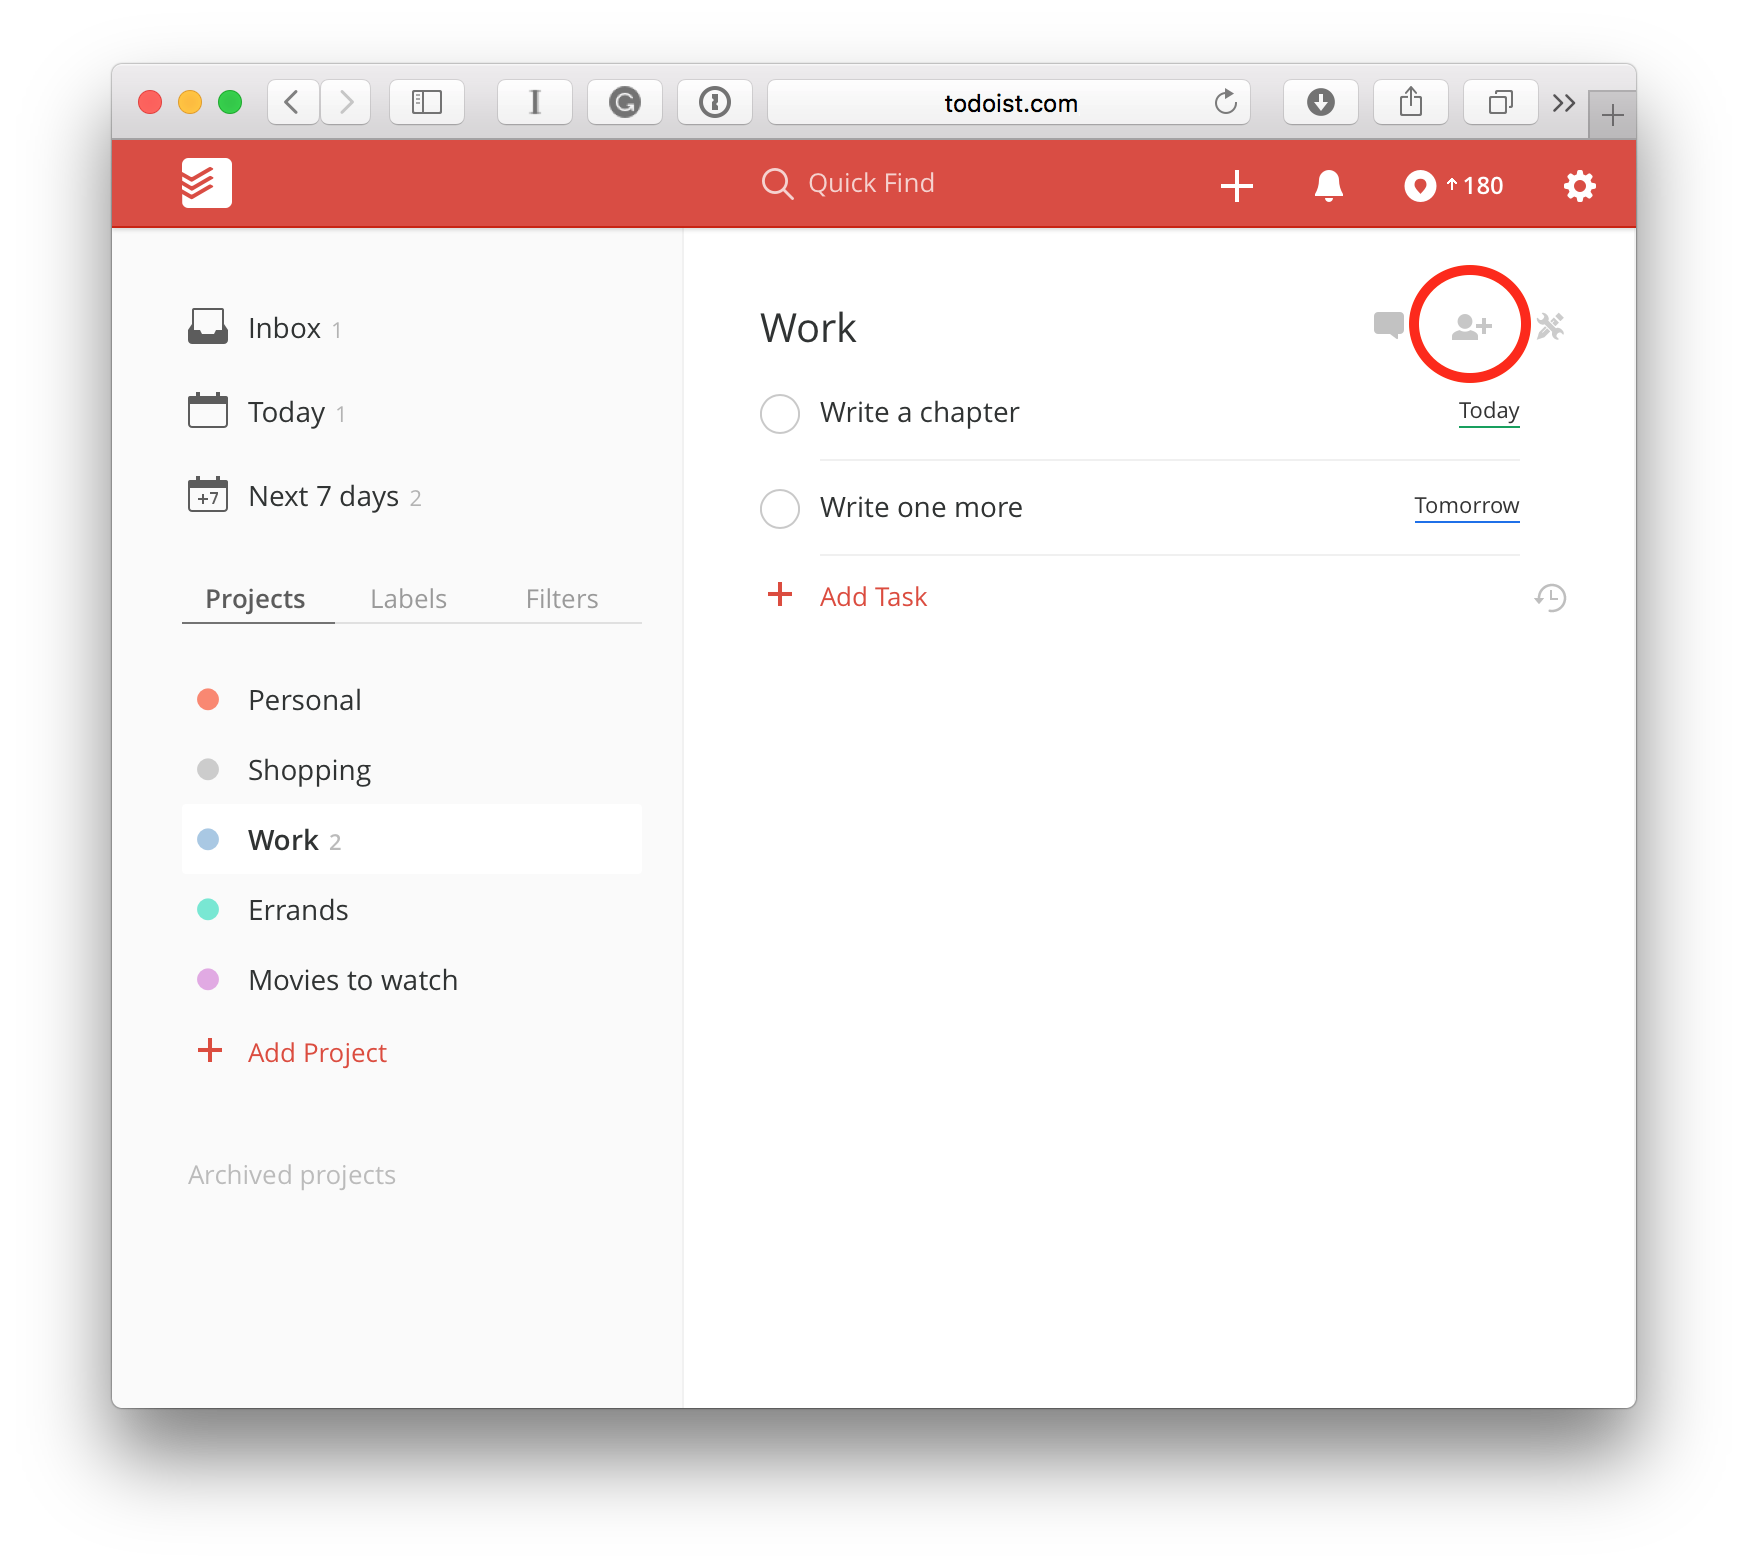 todoist.com
Quick Find
180
Inbox 1
Today 1
+7 Next 7 days 2
Projects Labels Filters
Personal
Shopping
Work 2
Errands
Movies to watch
Add Project
Archived projects
Work
Write a chapter Today
Write one more Tomorrow
Add Task